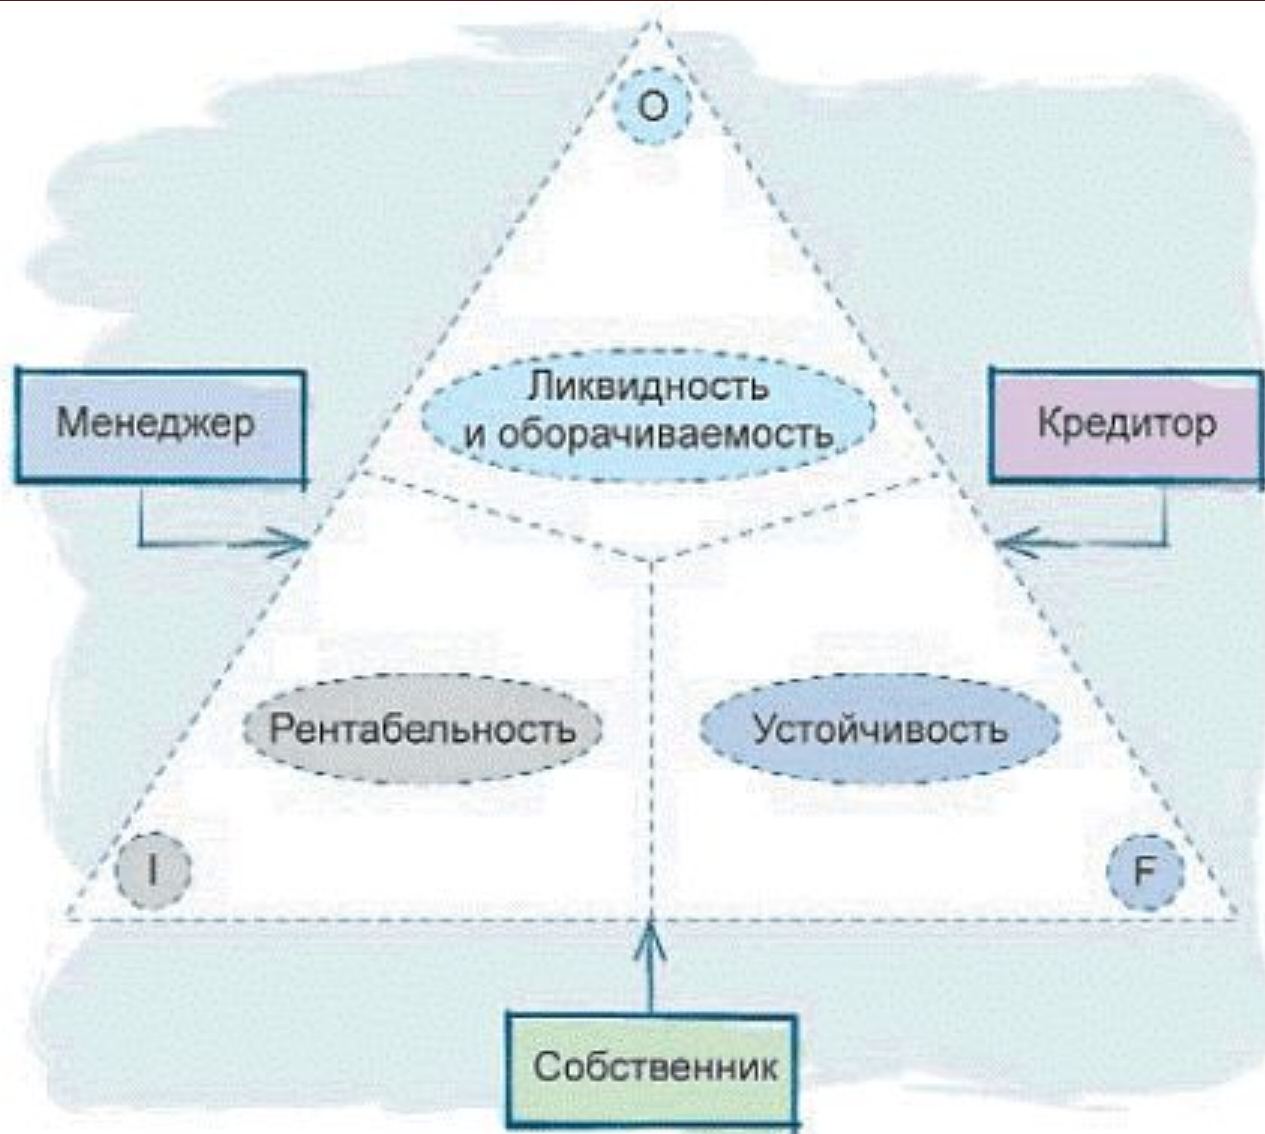 O
Ликвидность
и оборачиваемость
Менеджер
Кредитор
Рентабельность
Устойчивость
I
F
Собственник